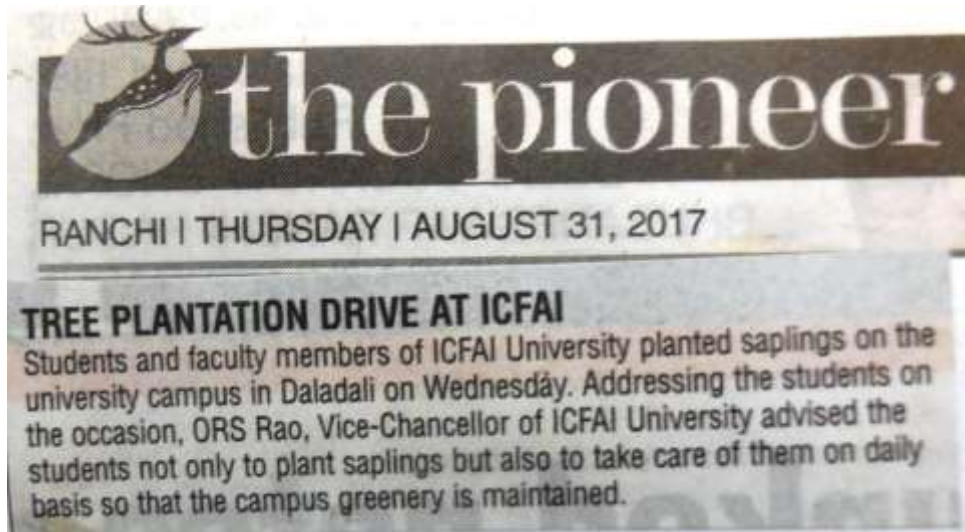 the pioneer
RANCHI | THURSDAY | AUGUST 31, 2017
TREE PLANTATION DRIVE AT ICFAI
Students and faculty members of ICFAI University planted saplings on the
university campus in Daladali on Wednesday. Addressing the students on
the occasion, ORS Rao, Vice-Chancellor of ICFAI University advised the
students not only to plant saplings but also to take care of them on daily
basis so that the campus greenery is maintained.